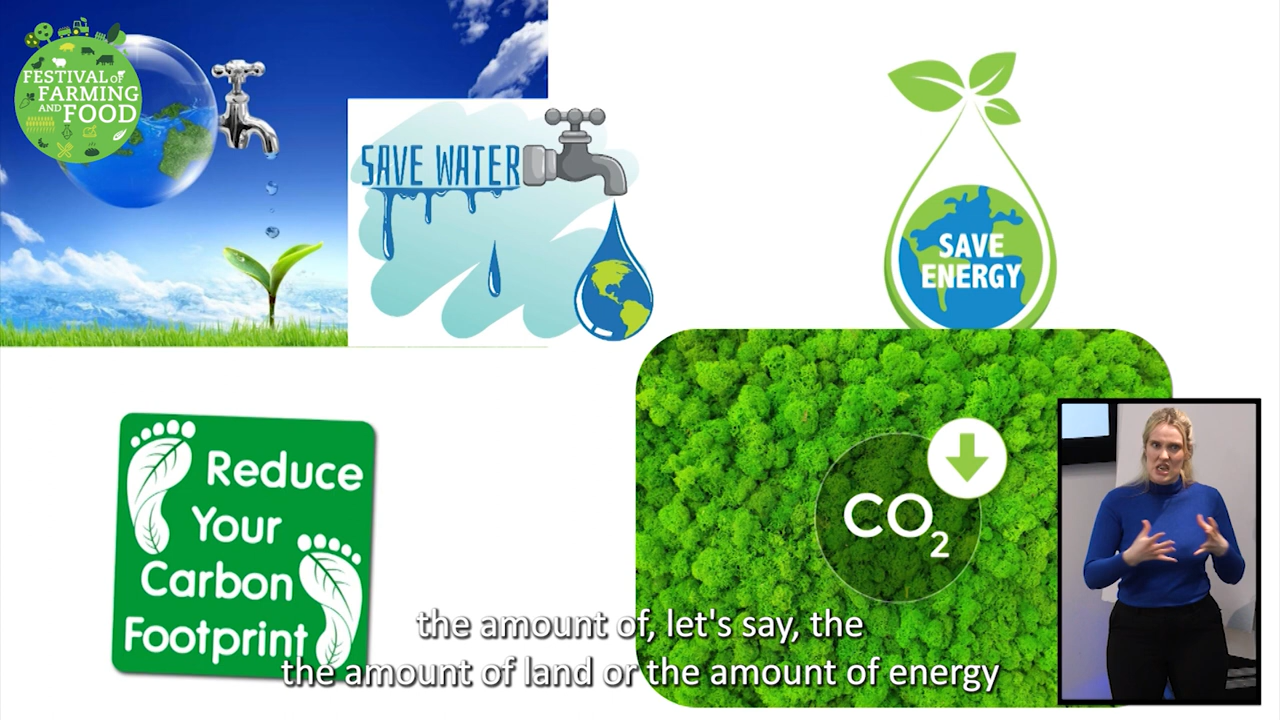 FESTIVAL OF
FARMING
AND FOOD
SAVE WATER
SAVE
ENERGY
Reduce
Your
Carbon
Footprint
CO2
the amount of, let's say, the
the amount of land or the amount of energy